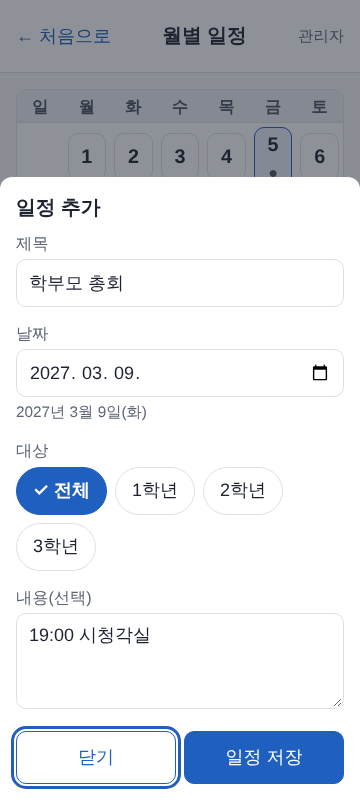 ← 처음으로 월별 일정 관리자
일 월 화 수 목 금 토
1 2 3 4 5 6
일정 추가
제목
학부모 총회
날짜
2027. 03. 09.
2027년 3월 9일(화)
대상
✓ 전체 1학년 2학년
3학년
내용(선택)
19:00 시청각실
닫기 일정 저장